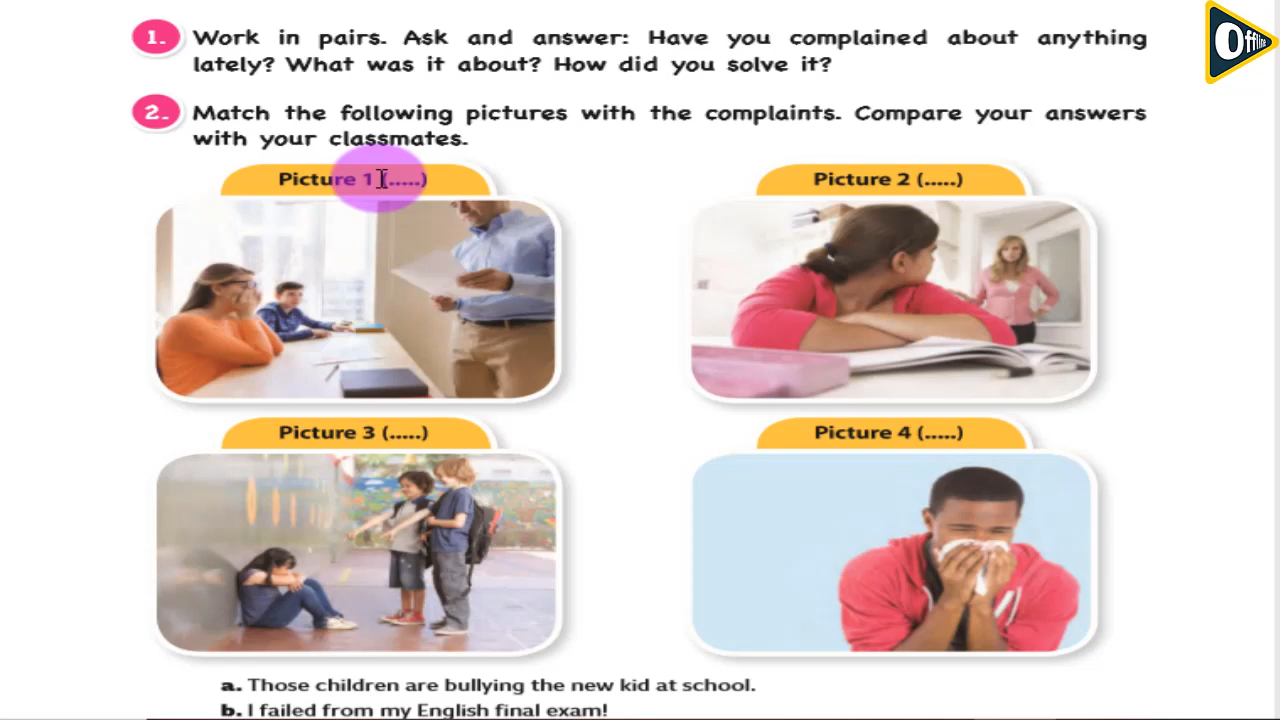 Offline
1. Work in pairs. Ask and answer: Have you complained about anything
lately? What was it about? How did you solve it?
2. Match the following pictures with the complaints. Compare your answers
with your classmates.
Picture 1 (.....)
Picture 2 (.....)
Picture 3 (.....)
Picture 4 (.....)
a. Those children are bullying the new kid at school.
b. I failed from my English final exam!